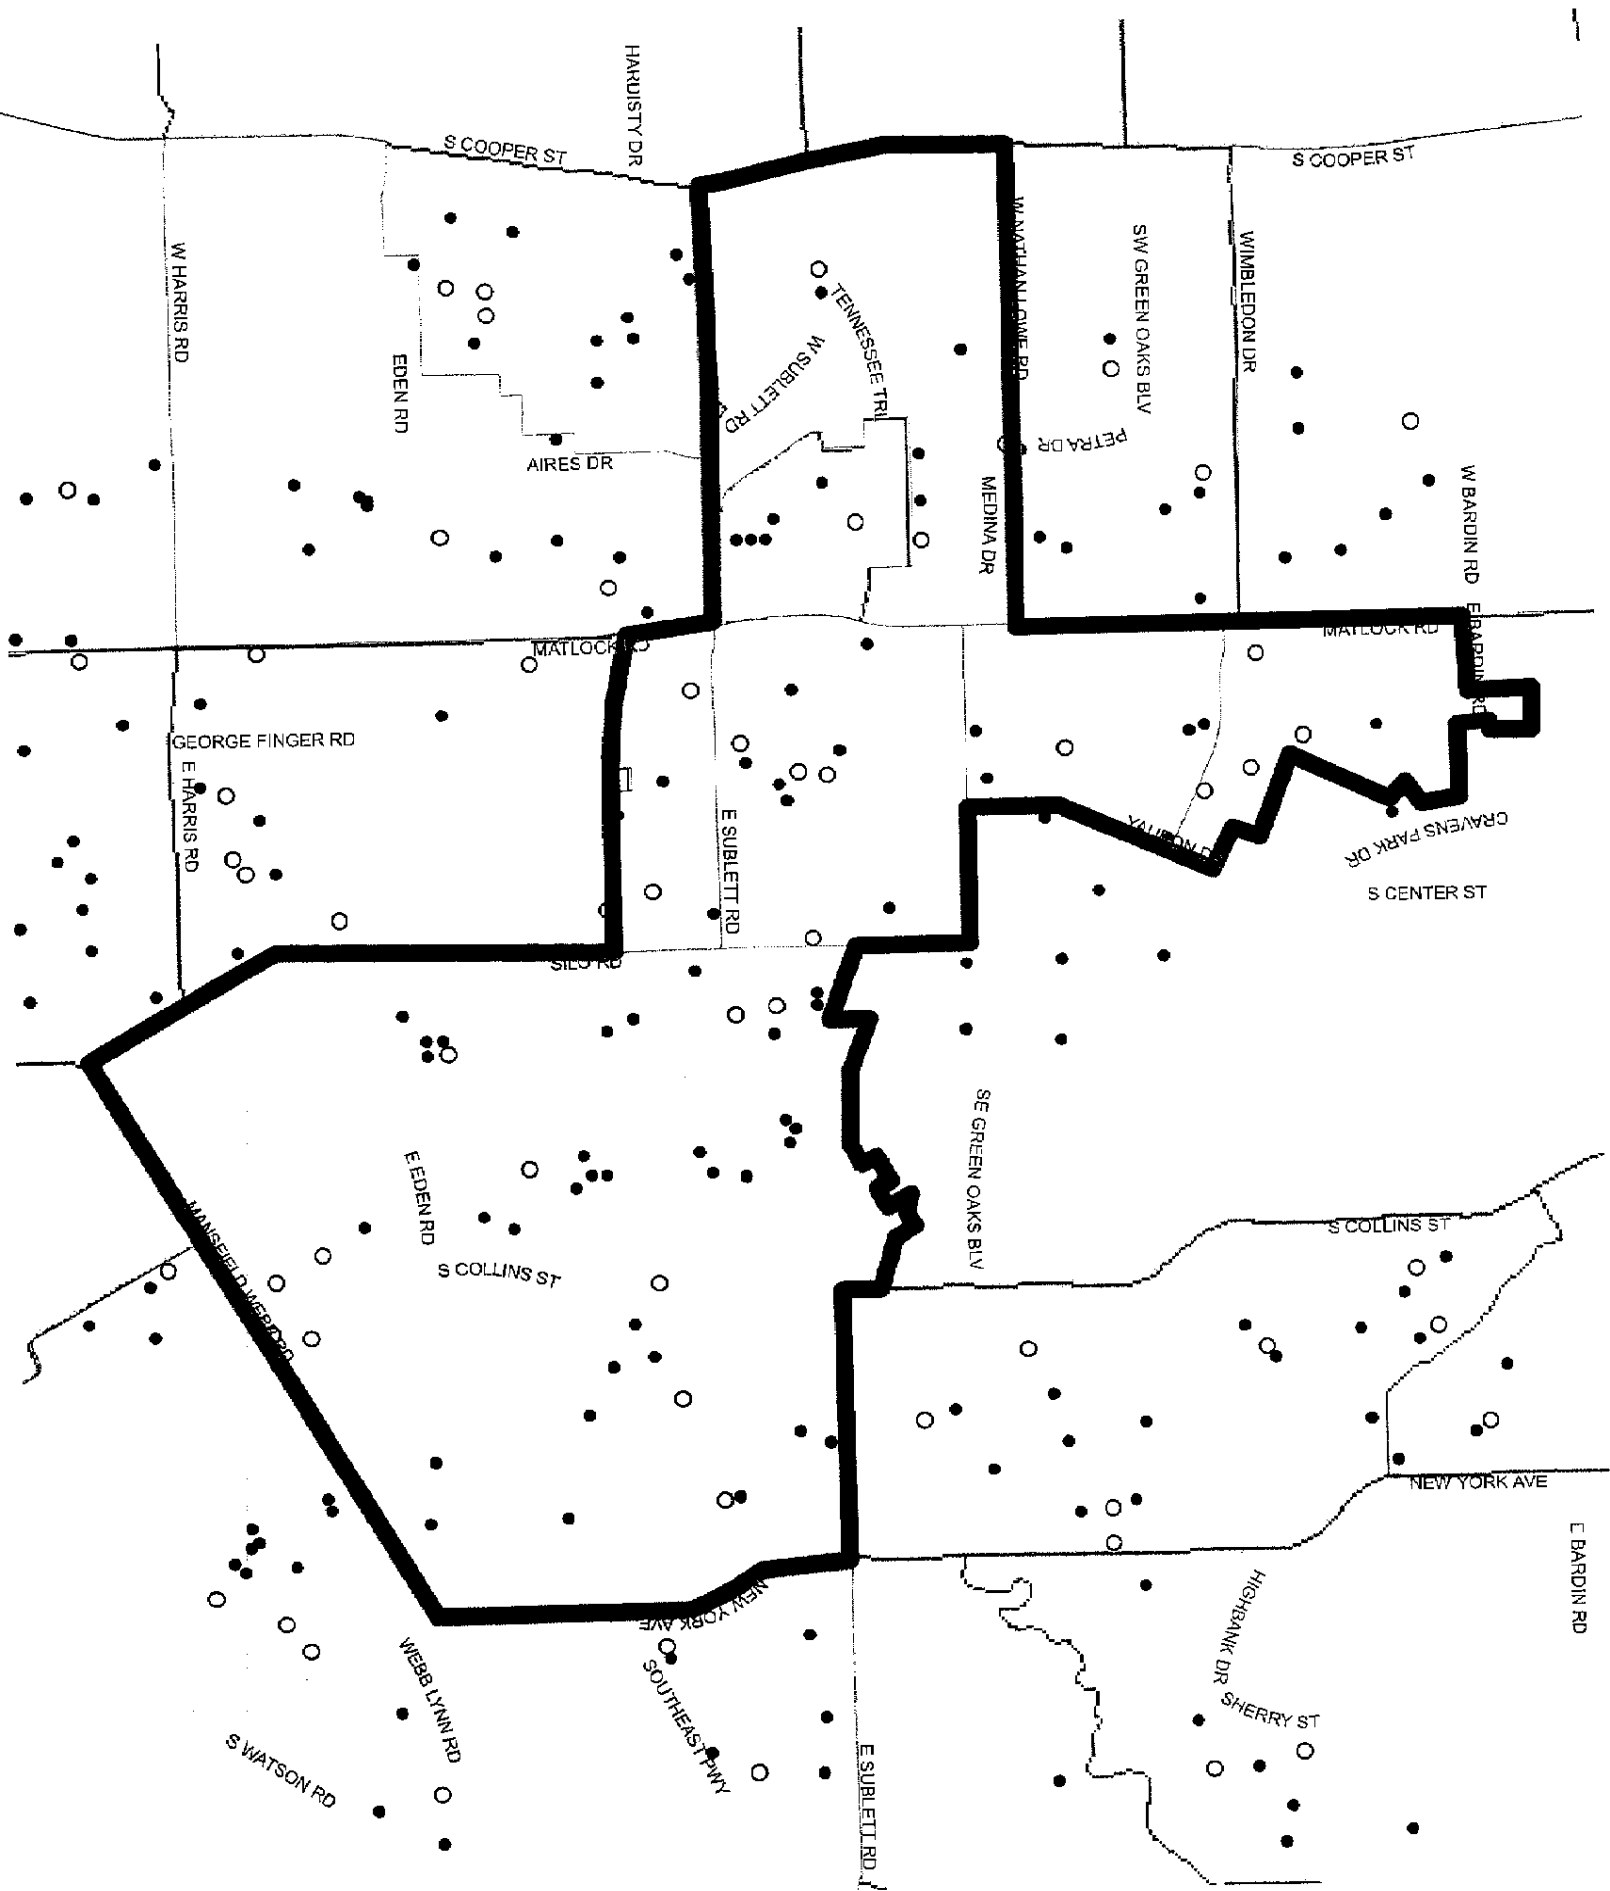 HARDISTY DR
S COOPER ST
S COOPER ST
W HARRIS RD
W NATHAN LOWE RD
SW GREEN OAKS BLV
WIMBLEDON DR
TENNESSEE TRL
W SUBLETT RD
EDEN RD
PETRA DR
AIRES DR
MEDINA DR
W BARDIN RD
E BARDIN RD
MATLOCK RD
MATLOCK RD
GEORGE FINGER RD
E HARRIS RD
E SUBLETT RD
CRAVENS PARK DR
S CENTER ST
SILO RD
SE GREEN OAKS BLV
E EDEN RD
MANSFIELD WEBB RD
S COLLINS ST
S COLLINS ST
NEW YORK AVE
E BARDIN RD
NEW YORK AVE
HIGHBANK DR
WEBB LYNN RD
SOUTHEAST PWY
SHERRY ST
S WATSON RD
E SUBLETT RD